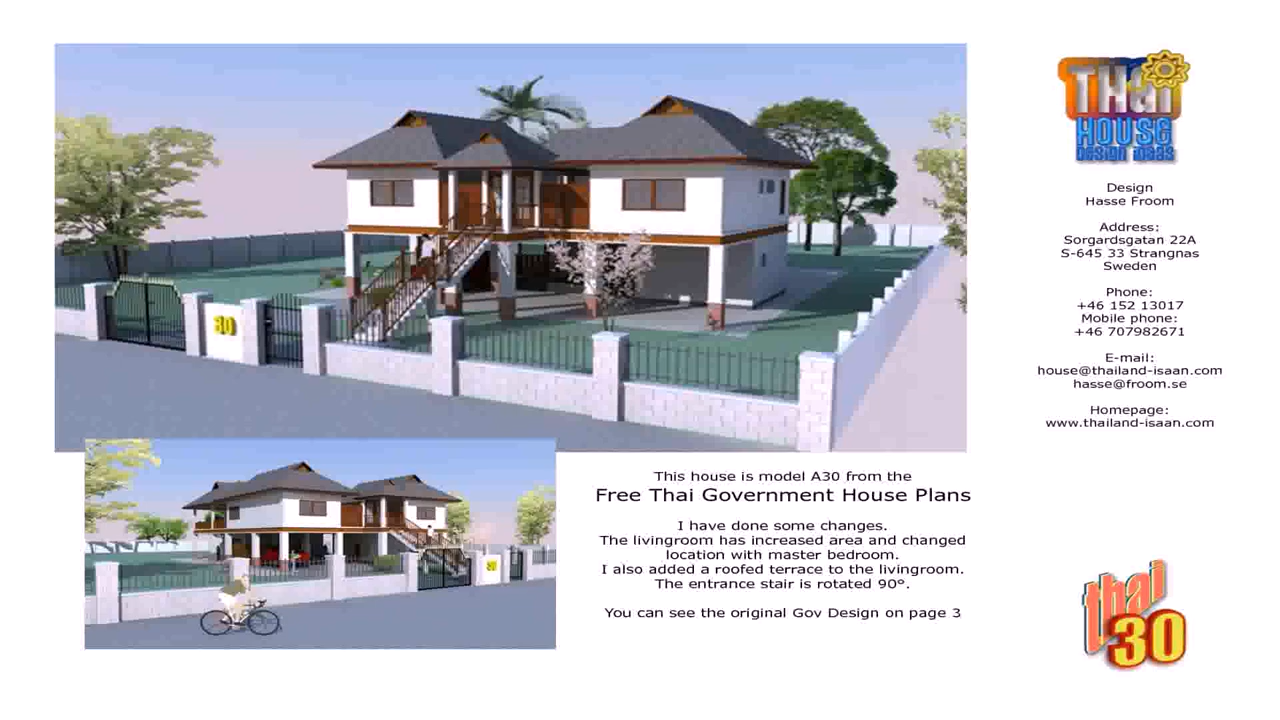 30
THai
HOUSE
Design ideas
Design
Hasse Froom
Address:
Sorgardsgatan 22A
S-645 33 Strangnas
Sweden
Phone:
+46 152 13017
Mobile phone:
+46 707982671
E-mail:
house@thailand-isaan.com
hasse@froom.se
Homepage:
www.thailand-isaan.com
30
This house is model A30 from the
Free Thai Government House Plans
I have done some changes.
The livingroom has increased area and changed
location with master bedroom.
I also added a roofed terrace to the livingroom.
The entrance stair is rotated 90°.
You can see the original Gov Design on page 3
thai
30